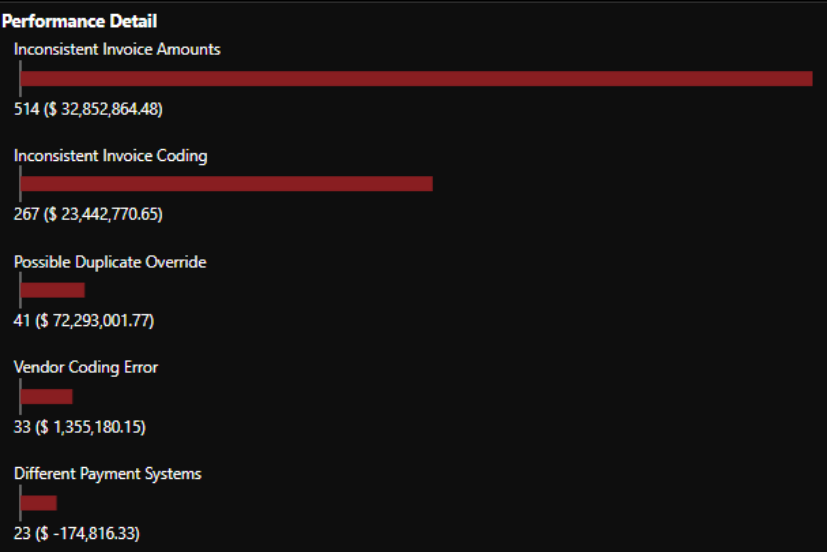 Performance Detail
Inconsistent Invoice Amounts
514 ($ 32,852,864.48)
Inconsistent Invoice Coding
267 ($ 23,442,770.65)
Possible Duplicate Override
41 ($ 72,293,001.77)
Vendor Coding Error
33 ($ 1,355,180.15)
Different Payment Systems
23 ($ -174,816.33)